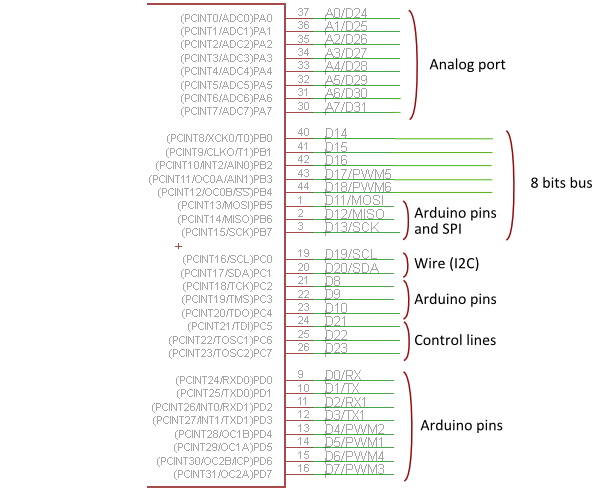 (PCINT0/ADC0)PA0 37 A0/D24
(PCINT1/ADC1)PA1 36 A1/D25
(PCINT2/ADC2)PA2 35 A2/D26
(PCINT3/ADC3)PA3 34 A3/D27
Analog port
(PCINT4/ADC4)PA4 33 A4/D28
(PCINT5/ADC5)PA5 32 A5/D29
(PCINT6/ADC6)PA6 31 A6/D30
(PCINT7/ADC7)PA7 30 A7/D31
(PCINT8/XCK0/T0)PB0 40 D14
(PCINT9/CLKO/T1)PB1 41 D15
(PCINT10/INT2/AIN0)PB2 42 D16
(PCINT11/OC0A/AIN1)PB3 43 D17/PWM5
8 bits bus
(PCINT12/OC0B/SS)PB4 44 D18/PWM6
(PCINT13/MOSI)PB5 1 D11/MOSI
(PCINT14/MISO)PB6 2 D12/MISO
(PCINT15/SCK)PB7 3 D13/SCK
Arduino pins
and SPI
(PCINT16/SCL)PC0 19 D19/SCL
(PCINT17/SDA)PC1 20 D20/SDA
Wire (I2C)
(PCINT18/TCK)PC2 21 D8
(PCINT19/TMS)PC3 22 D9
(PCINT20/TDO)PC4 23 D10
Arduino pins
(PCINT21/TDI)PC5 24 D21
(PCINT22/TOSC1)PC6 25 D22
(PCINT23/TOSC2)PC7 26 D23
Control lines
(PCINT24/RXD0)PD0 9 D0/RX
(PCINT25/TXD0)PD1 10 D1/TX
(PCINT26/INT0/RXD1)PD2 11 D2/RX1
(PCINT27/INT1/TXD1)PD3 12 D3/TX1
(PCINT28/OC1B)PD4 13 D4/PWM2
Arduino pins
(PCINT29/OC1A)PD5 14 D5/PWM1
(PCINT30/OC2B/ICP)PD6 15 D6/PWM4
(PCINT31/OC2A)PD7 16 D7/PWM3